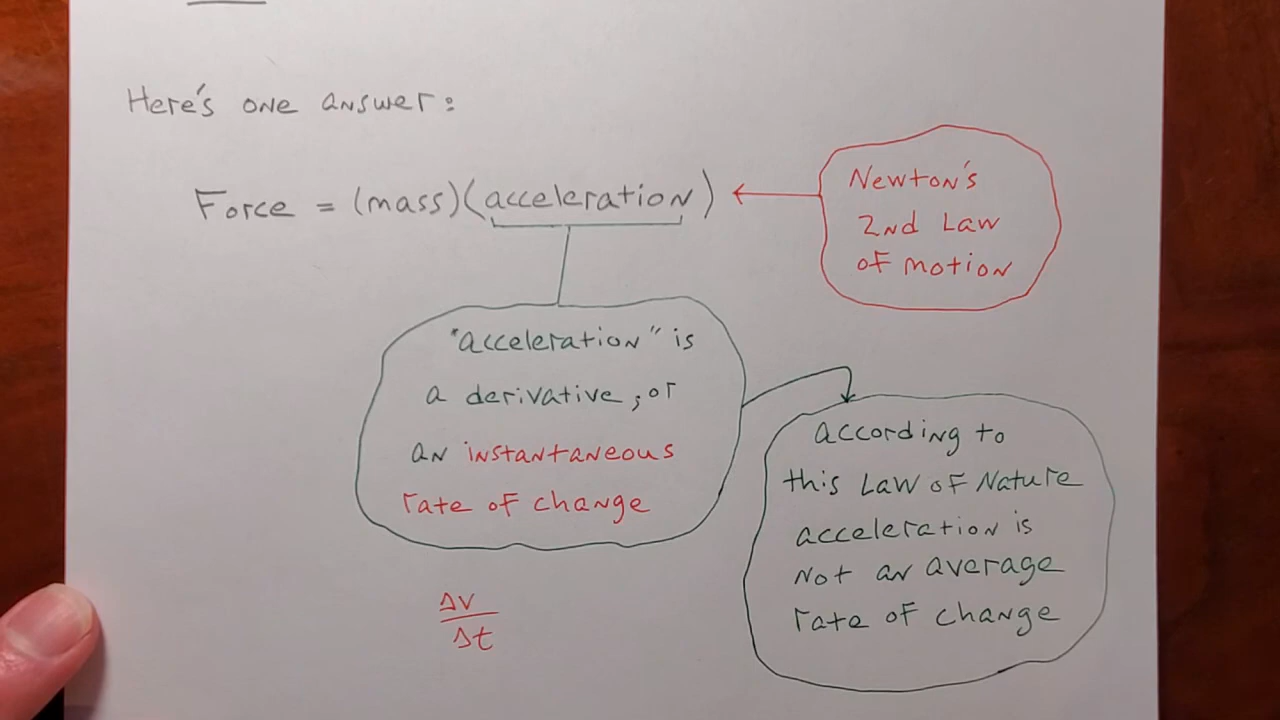 Here's one answer:
Force = (mass)(acceleration)
Newton's
2nd Law
of motion
"acceleration" is
a derivative, or
an instantaneous
rate of change
according to
this Law of Nature
acceleration is
not an average
rate of change
Δv
Δt